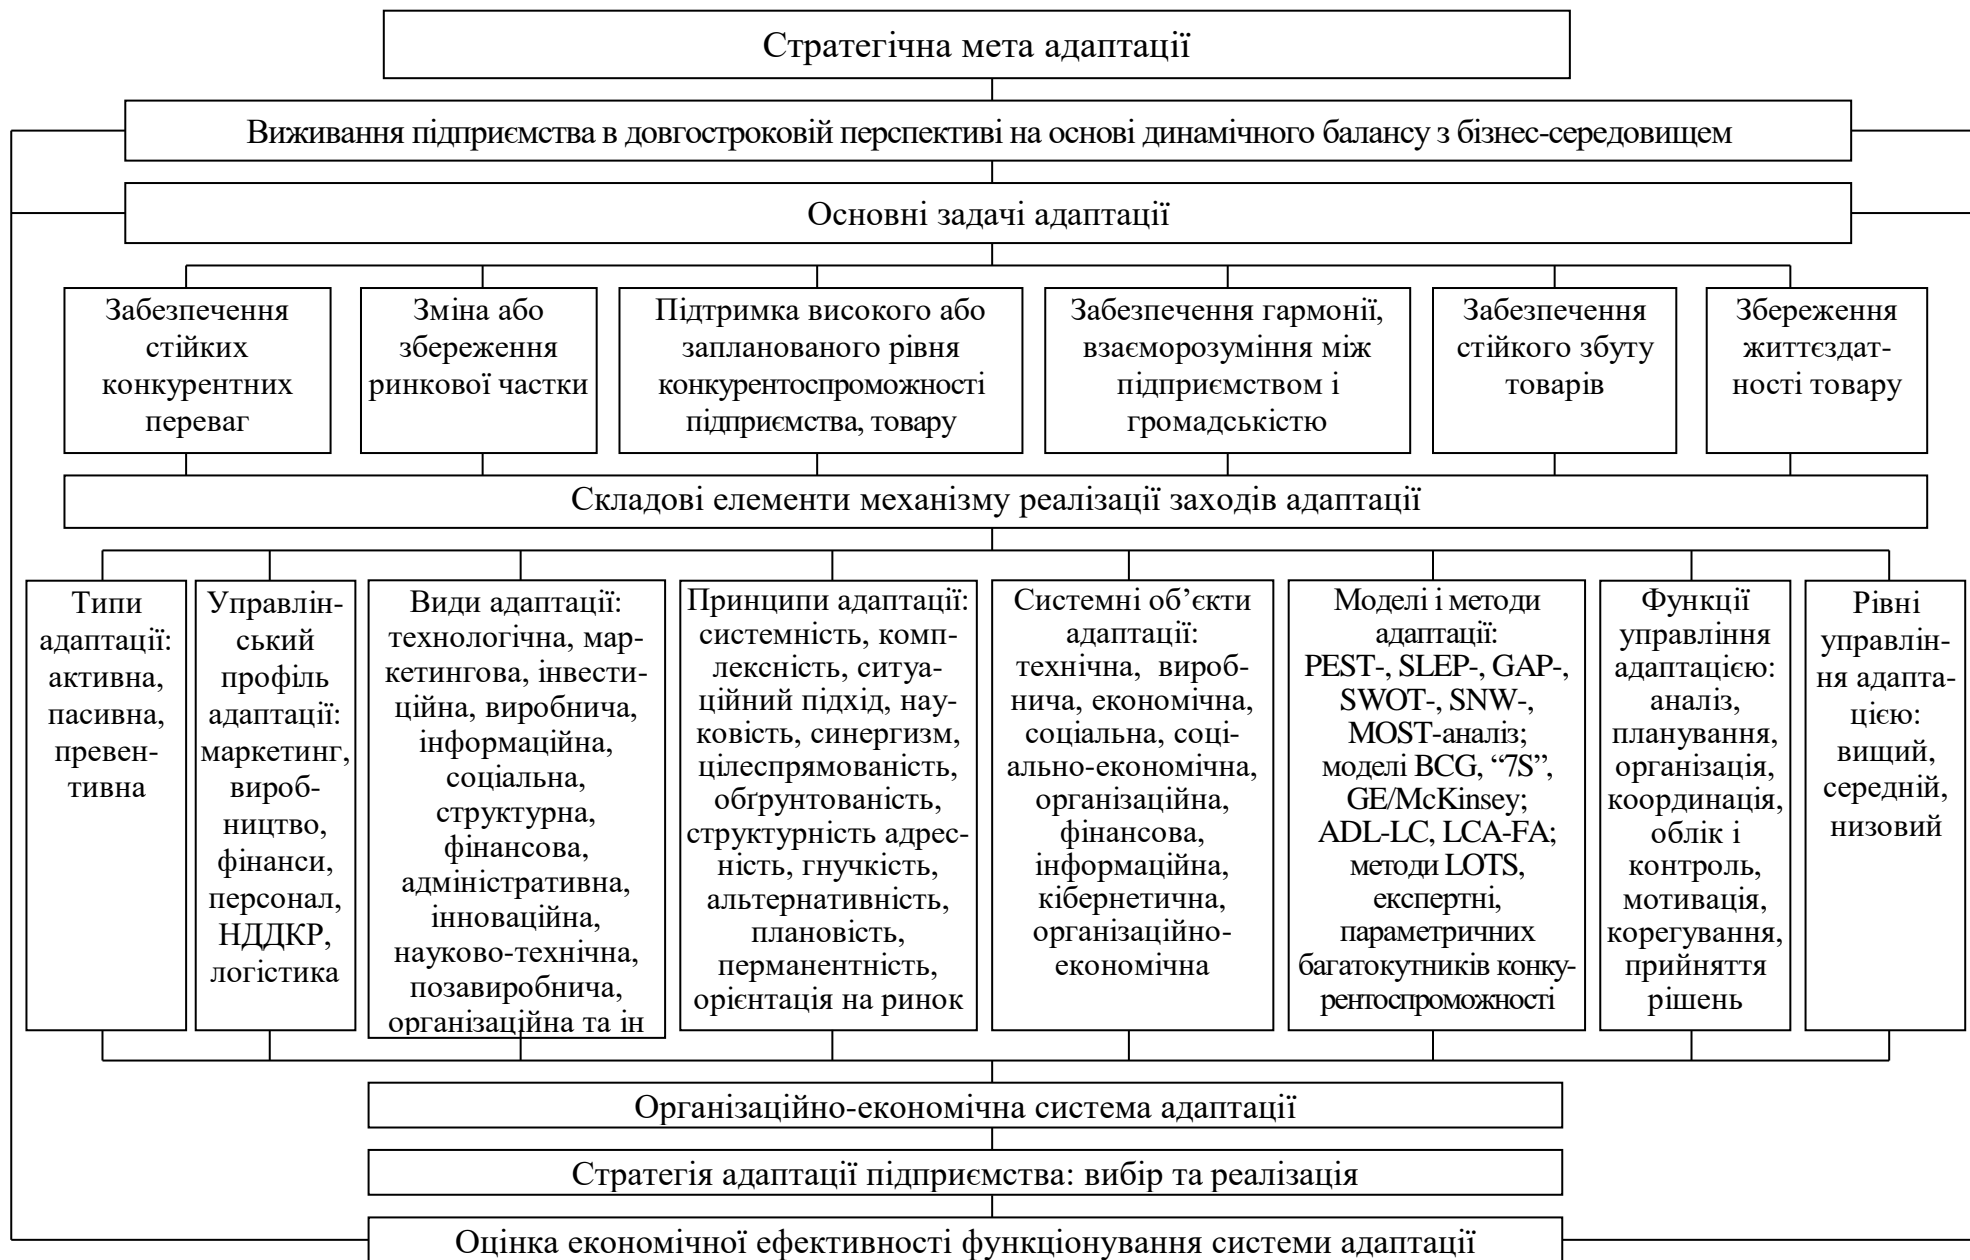 Стратегічна мета адаптації
Виживання підприємства в довгостроковій перспективі на основі динамічного балансу з бізнес-середовищем
Основні задачі адаптації
Забезпечення
стійких
конкурентних
переваг
Зміна або
збереження
ринкової частки
Підтримка високого або
запланованого рівня
конкурентоспроможності
підприємства, товару
Забезпечення гармонії,
взаєморозуміння між
підприємством і
громадськістю
Забезпечення
стійкого збуту
товарів
Збереження
життєздат-
ності товару
Складові елементи механізму реалізації заходів адаптації
Типи
адаптації:
активна,
пасивна,
превен-
тивна
Управлін-
ський
профіль
адаптації:
маркетинг,
вироб-
ництво,
фінанси,
персонал,
НДДКР,
логістика
Види адаптації:
технологічна, мар-
кетингова, інвести-
ційна, виробнича,
інформаційна,
соціальна,
структурна,
фінансова,
адміністративна,
інноваційна,
науково-технічна,
позавиробнича,
організаційна та ін
Принципи адаптації:
системність, комп-
лексність, ситуа-
ційний підхід, нау-
ковість, синергизм,
цілеспрямованість,
обґрунтованість,
структурність адрес-
ність, гнучкість,
альтернативність,
плановість,
перманентність,
орієнтація на ринок
Системні об’єкти
адаптації:
технічна, вироб-
нича, економічна,
соціальна, соці-
ально-економічна,
організаційна,
фінансова,
інформаційна,
кібернетична,
організаційно-
економічна
Моделі і методи
адаптації:
PEST-, SLEP-, GAP-,
SWOT-, SNW-,
MOST-аналіз;
моделі BCG, “7S”,
GE/McKinsey;
ADL-LC, LCA-FA;
методи LOTS,
експертні,
параметричних
багатокутників конку-
рентоспроможності
Функції
управління
адаптацією:
аналіз,
планування,
організація,
координація,
облік і
контроль,
мотивація,
корегування,
прийняття
рішень
Рівні
управлін-
ня адапта-
цією:
вищий,
середній,
низовий
Організаційно-економічна система адаптації
Стратегія адаптації підприємства: вибір та реалізація
Оцінка економічної ефективності функціонування системи адаптації